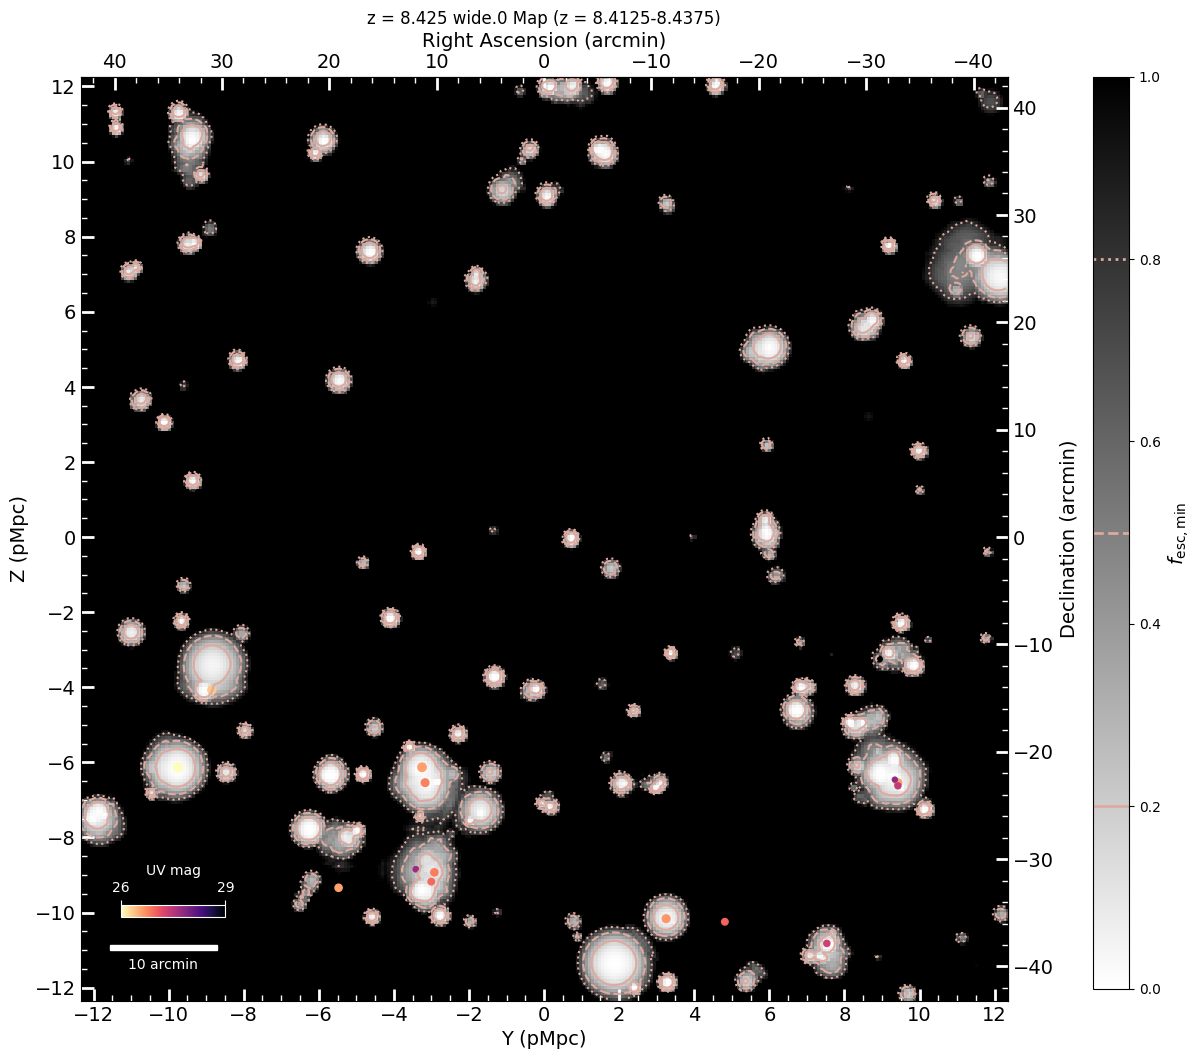 z = 8.425 wide.0 Map (z = 8.4125-8.4375)
Right Ascension (arcmin)
40 30 20 10 0 −10 −20 −30 −40
12 10 8 6 4 2 0 −2 −4 −6 −8 −10 −12
Z (pMpc)
40 30 20 10 0 −10 −20 −30 −40
Declination (arcmin)
1.0 0.8 0.6 0.4 0.2 0.0
f_esc,min
UV mag
26 29
10 arcmin
−12 −10 −8 −6 −4 −2 0 2 4 6 8 10 12
Y (pMpc)